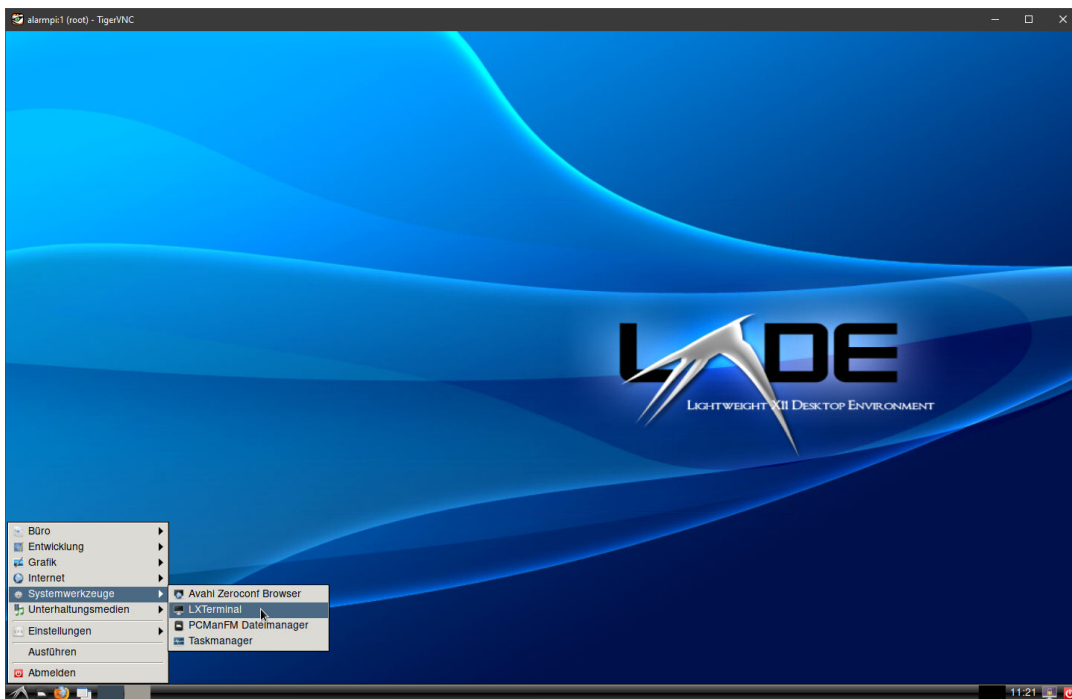 alarmpi:1 (root) - TigerVNC
LXDE
LIGHTWEIGHT X11 DESKTOP ENVIRONMENT
Büro
Entwicklung
Grafik
Internet
Systemwerkzeuge
Unterhaltungsmedien
Einstellungen
Ausführen
Abmelden
Avahi Zeroconf Browser
LXTerminal
PCManFM Dateimanager
Taskmanager
11:21